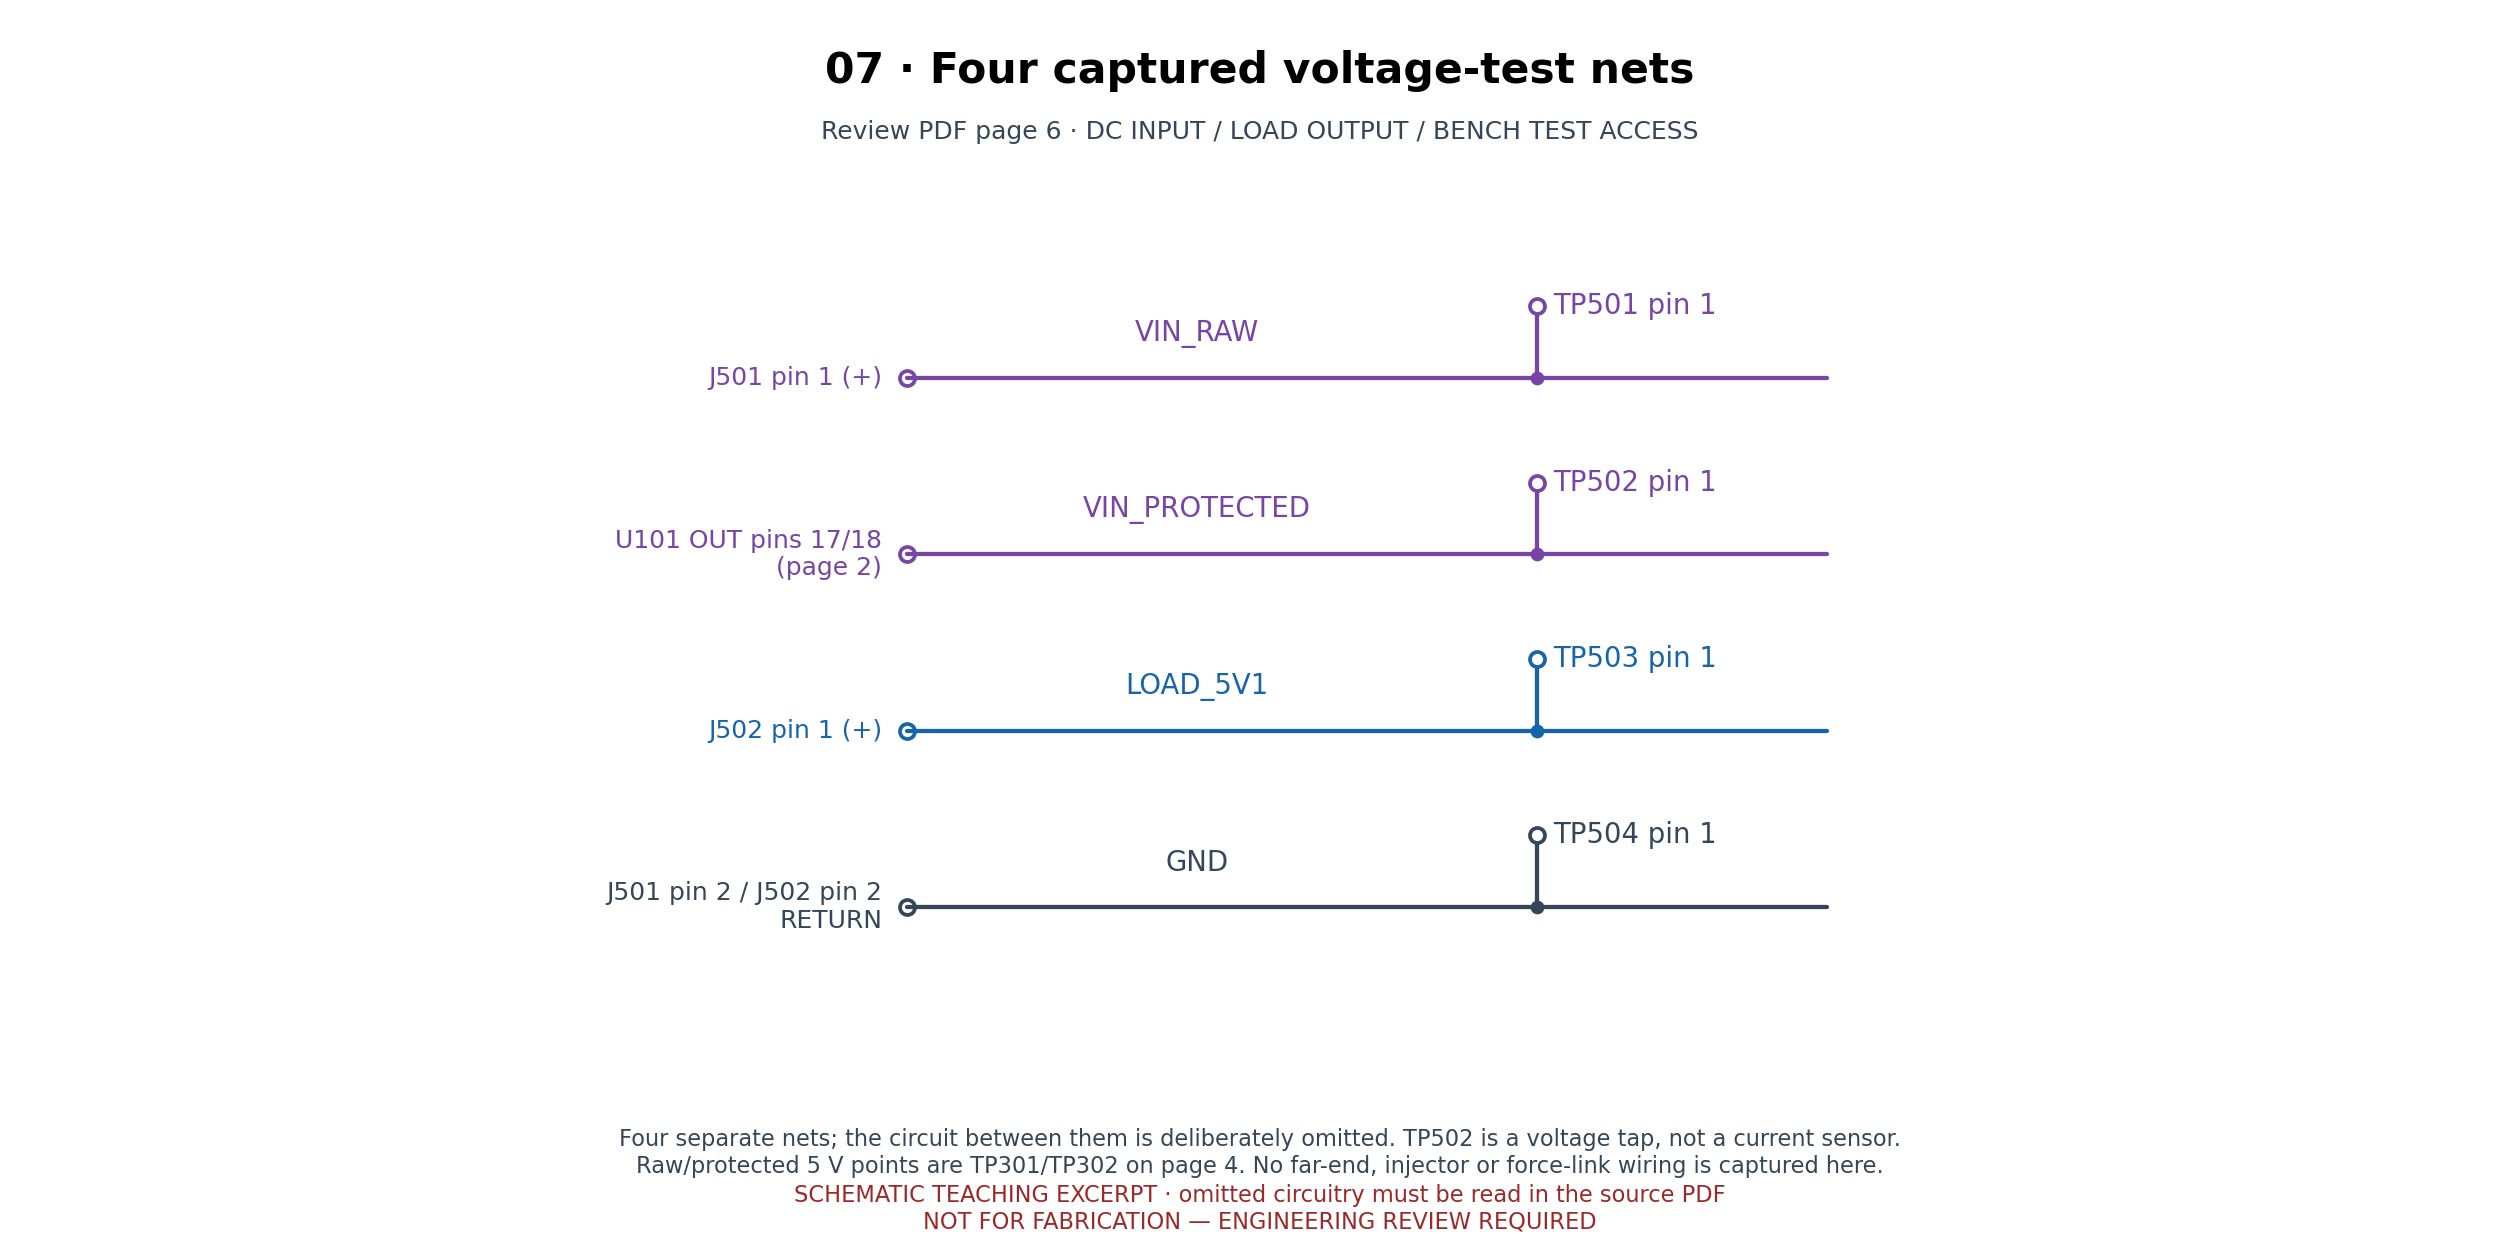 07 · Four captured voltage-test nets
Review PDF page 6 · DC INPUT / LOAD OUTPUT / BENCH TEST ACCESS
TP501 pin 1
VIN_RAW
J501 pin 1 (+)
TP502 pin 1
VIN_PROTECTED
U101 OUT pins 17/18
(page 2)
TP503 pin 1
LOAD_5V1
J502 pin 1 (+)
TP504 pin 1
GND
J501 pin 2 / J502 pin 2
RETURN
Four separate nets; the circuit between them is deliberately omitted. TP502 is a voltage tap, not a current sensor.
Raw/protected 5 V points are TP301/TP302 on page 4. No far-end, injector or force-link wiring is captured here.
SCHEMATIC TEACHING EXCERPT · omitted circuitry must be read in the source PDF
NOT FOR FABRICATION — ENGINEERING REVIEW REQUIRED